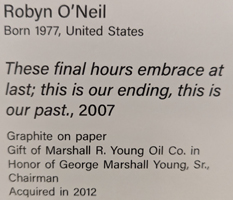 Robyn O'Neil
Born 1977, United States
These final hours embrace at
last; this is our ending, this is
our past., 2007
Graphite on paper
Gift of Marshall R. Young Oil Co. in
Honor of George Marshall Young, Sr.,
Chairman
Acquired in 2012